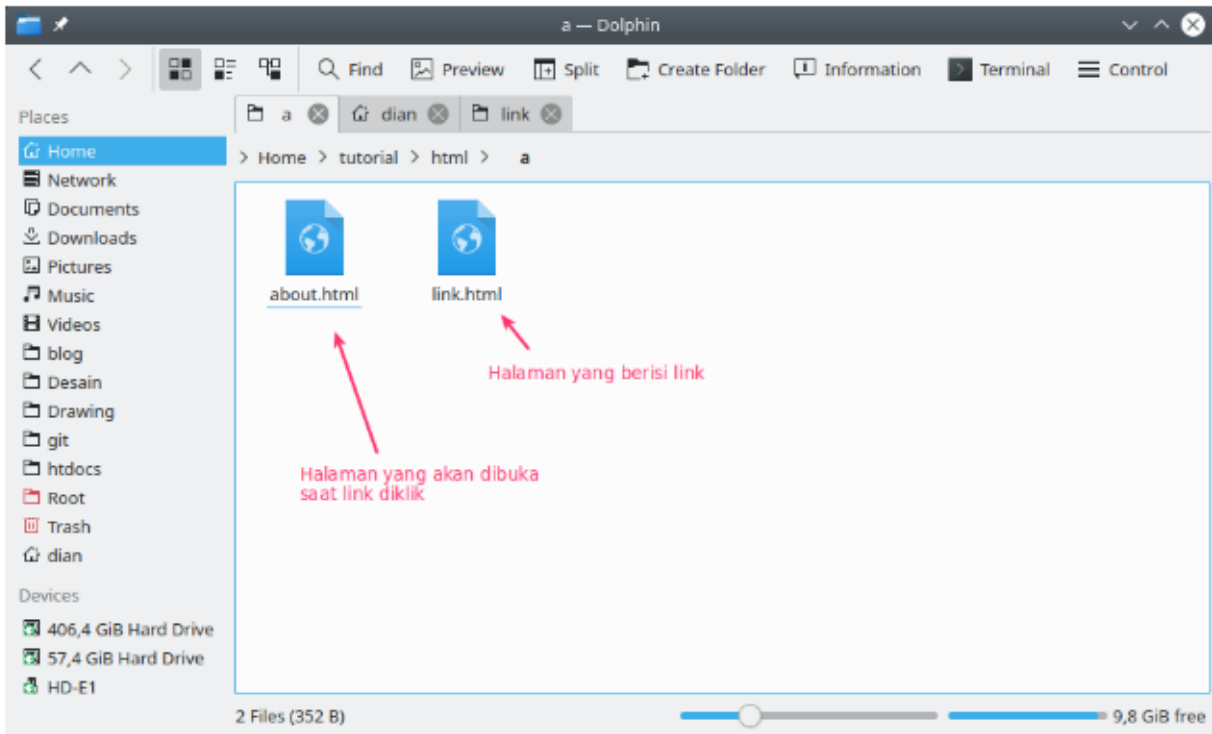 a — Dolphin
Find Preview Split Create Folder Information Terminal Control
Places
a dian link
Home
> Home > tutorial > html > a
Network
Documents
Downloads
Pictures
Music
Videos
blog
Desain
Drawing
git
htdocs
Root
Trash
dian
Devices
406,4 GiB Hard Drive
57,4 GiB Hard Drive
HD-E1
about.html link.html
Halaman yang berisi link
Halaman yang akan dibuka
saat link diklik
2 Files (352 B) 9,8 GiB free